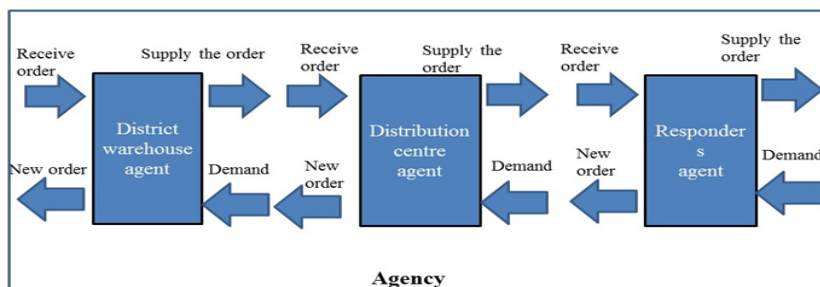 Receive
order
Supply the order
Receive
order
Supply the
order
Receive
order
Supply the
order
District
warehouse
agent
Distribution
centre
agent
Responder
s
agent
New order
Demand
New
order
Demand
New
order
Demand
Agency